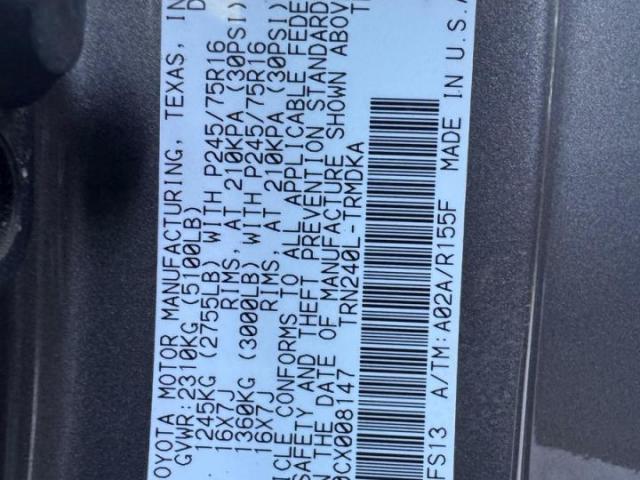 OYOTA MOTOR MANUFACTURING, TEXAS, IN
GVWR:2310KG (5100LB)
1245KG (2755LB) WITH P245/75R16
16X7J RIMS, AT 210KPA (30PSI)
1360KG (3000LB) WITH P245/75R16
16X7J RIMS, AT 210KPA (30PSI)
ICLE CONFORMS TO ALL APPLICABLE FEDE
SAFETY AND THEFT PREVENTION STANDARD
N THE DATE OF MANUFACTURE SHOWN ABOV
CX008147 TRN240L-TRMDKA
FS13 A/TM:A02A/R155F MADE IN U.S.A